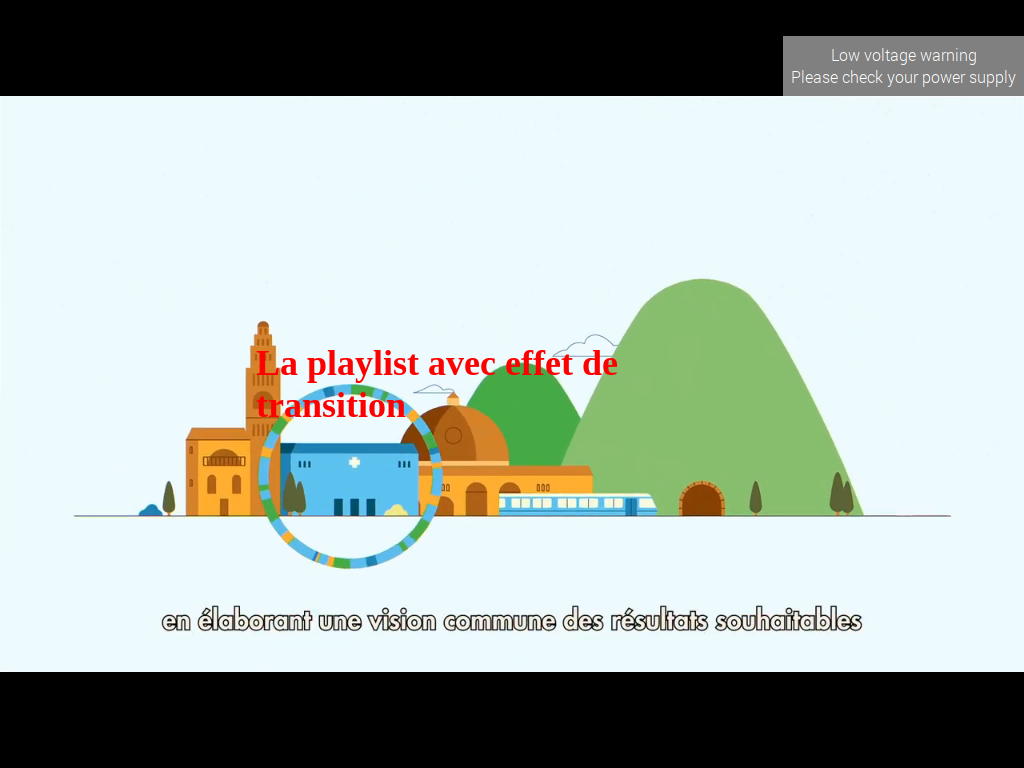 Low voltage warning
Please check your power supply
La playlist avec effet de
transition
en élaborant une vision commune des résultats souhaitables